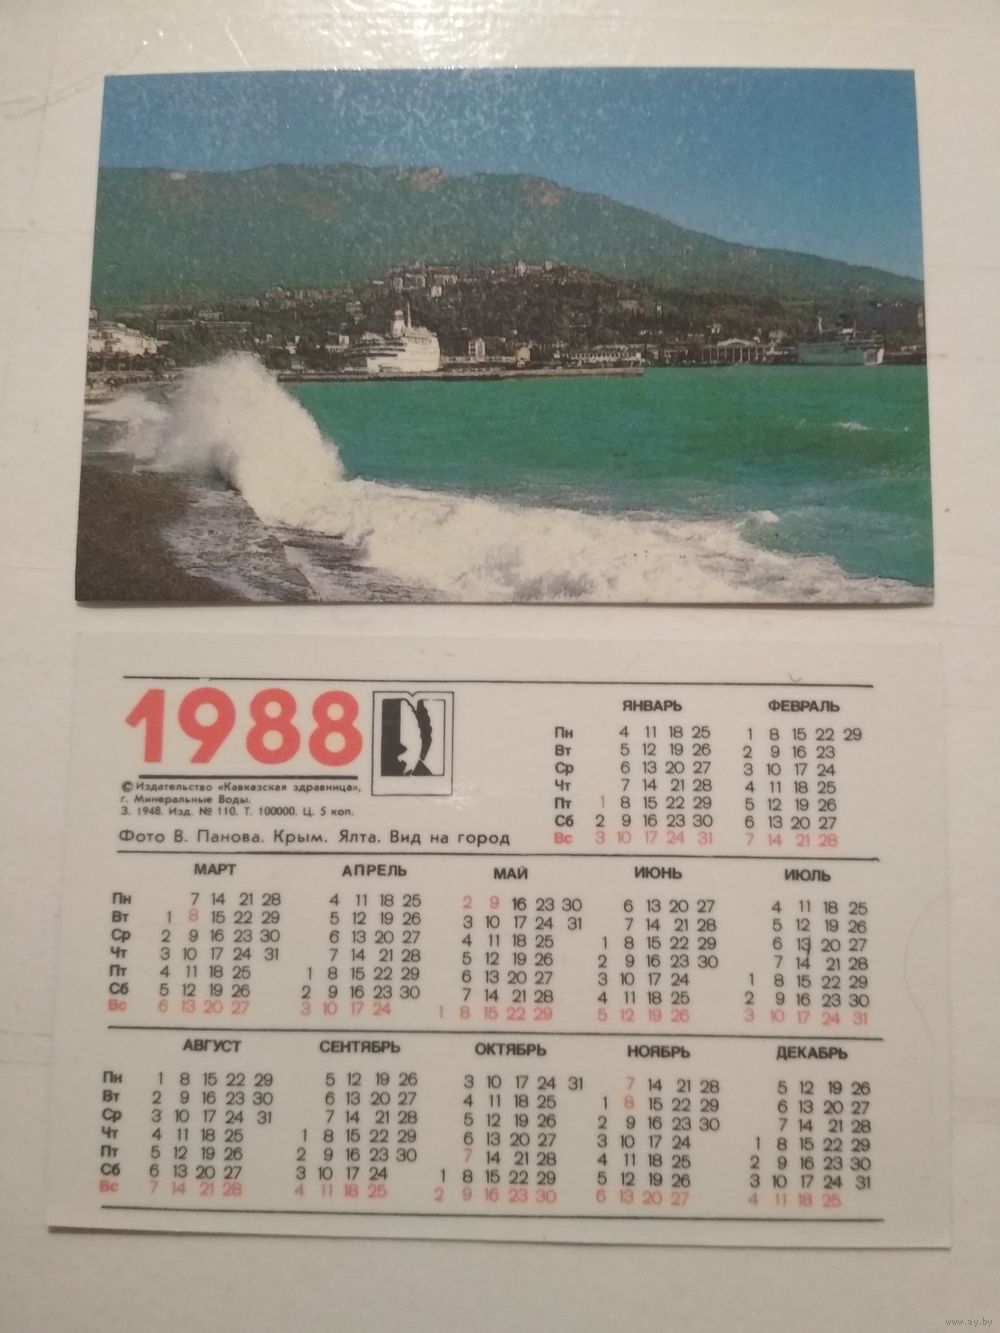 1988
© Издательство «Кавказская здравница»,
г. Минеральные Воды.
З. 1948. Изд. № 110. Т. 100000. Ц. 5 коп.
Фото В. Панова. Крым. Ялта. Вид на город
ЯНВАРЬ ФЕВРАЛЬ
Пн 4 11 18 25 1 8 15 22 29
Вт 5 12 19 26 2 9 16 23
Ср 6 13 20 27 3 10 17 24
Чт 7 14 21 28 4 11 18 25
Пт 1 8 15 22 29 5 12 19 26
Сб 2 9 16 23 30 6 13 20 27
Вс 3 10 17 24 31 7 14 21 28
МАРТ АПРЕЛЬ МАЙ ИЮНЬ ИЮЛЬ
Пн 7 14 21 28 4 11 18 25 2 9 16 23 30 6 13 20 27 4 11 18 25
Вт 1 8 15 22 29 5 12 19 26 3 10 17 24 31 7 14 21 28 5 12 19 26
Ср 2 9 16 23 30 6 13 20 27 4 11 18 25 1 8 15 22 29 6 13 20 27
Чт 3 10 17 24 31 7 14 21 28 5 12 19 26 2 9 16 23 30 7 14 21 28
Пт 4 11 18 25 1 8 15 22 29 6 13 20 27 3 10 17 24 1 8 15 22 29
Сб 5 12 19 26 2 9 16 23 30 7 14 21 28 4 11 18 25 2 9 16 23 30
Вс 6 13 20 27 3 10 17 24 1 8 15 22 29 5 12 19 26 3 10 17 24 31
АВГУСТ СЕНТЯБРЬ ОКТЯБРЬ НОЯБРЬ ДЕКАБРЬ
Пн 1 8 15 22 29 5 12 19 26 3 10 17 24 31 7 14 21 28 5 12 19 26
Вт 2 9 16 23 30 6 13 20 27 4 11 18 25 1 8 15 22 29 6 13 20 27
Ср 3 10 17 24 31 7 14 21 28 5 12 19 26 2 9 16 23 30 7 14 21 28
Чт 4 11 18 25 1 8 15 22 29 6 13 20 27 3 10 17 24 1 8 15 22 29
Пт 5 12 19 26 2 9 16 23 30 7 14 21 28 4 11 18 25 2 9 16 23 30
Сб 6 13 20 27 3 10 17 24 1 8 15 22 29 5 12 19 26 3 10 17 24 31
Вс 7 14 21 28 4 11 18 25 2 9 16 23 30 6 13 20 27 4 11 18 25
www.ay.by